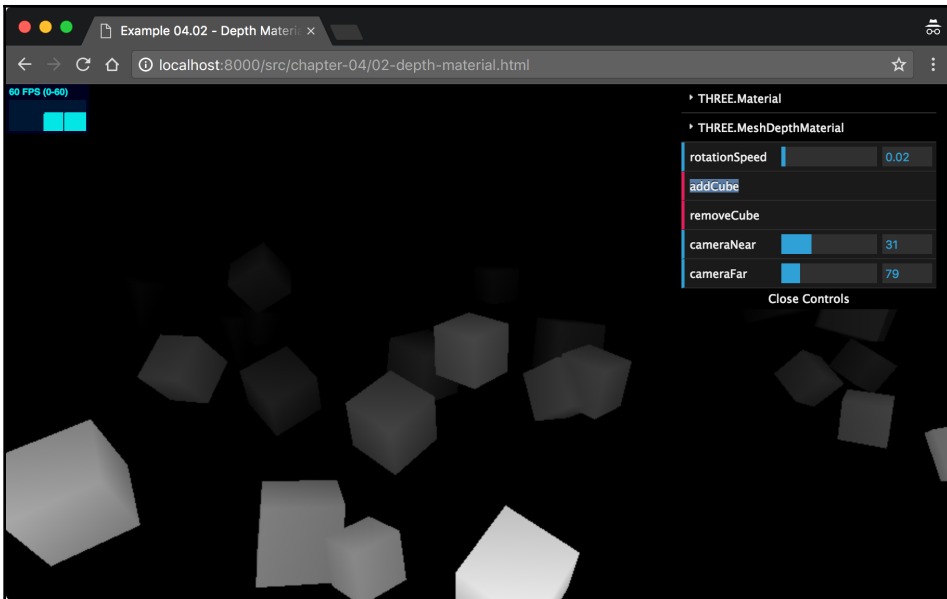 Example 04.02 - Depth Materi
localhost:8000/src/chapter-04/02-depth-material.html
60 FPS (0-60)
THREE.Material
THREE.MeshDepthMaterial
rotationSpeed 0.02
addCube
removeCube
cameraNear 31
cameraFar 79
Close Controls